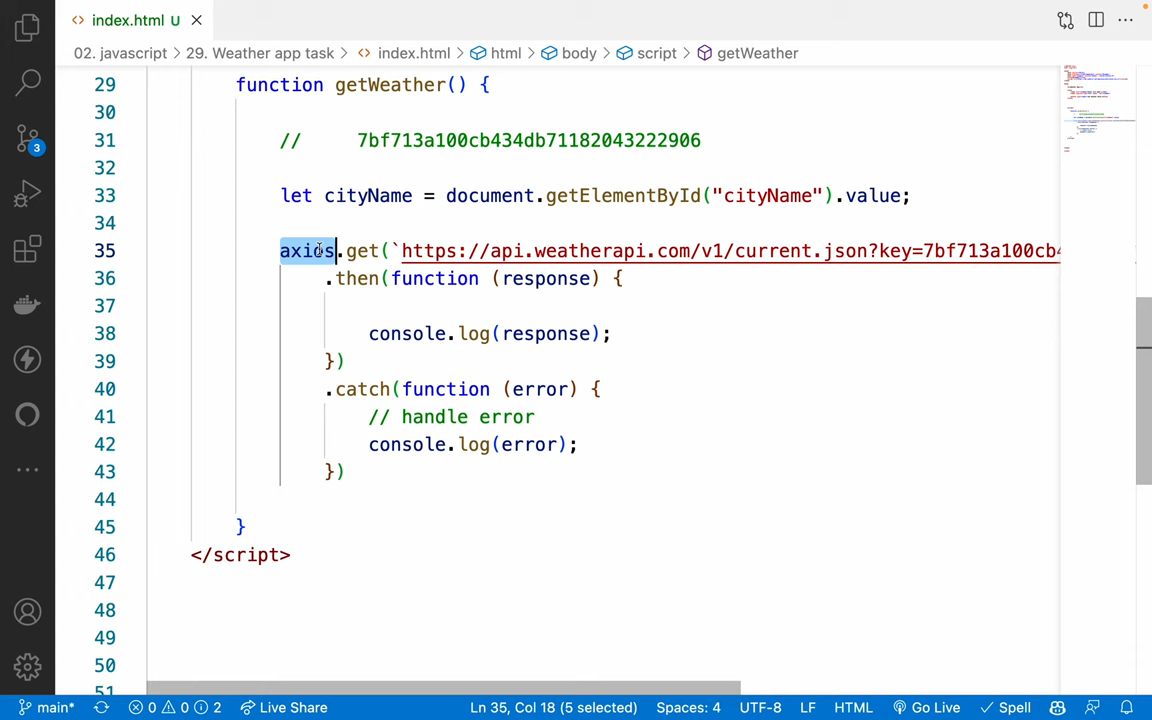 index.html U
02. javascript > 29. Weather app task > index.html > html > body > script > getWeather
29 function getWeather() {
30
31 // 7bf713a100cb434db71182043222906
32
33 let cityName = document.getElementById("cityName").value;
34
35 axios.get(`https://api.weatherapi.com/v1/current.json?key=7bf713a100cb4
36 .then(function (response) {
37
38 console.log(response);
39 })
40 .catch(function (error) {
41 // handle error
42 console.log(error);
43 })
44
45 }
46 </script>
47
48
49
50
51
3
main* 0 0 2 Live Share Ln 35, Col 18 (5 selected) Spaces: 4 UTF-8 LF HTML Go Live Spell